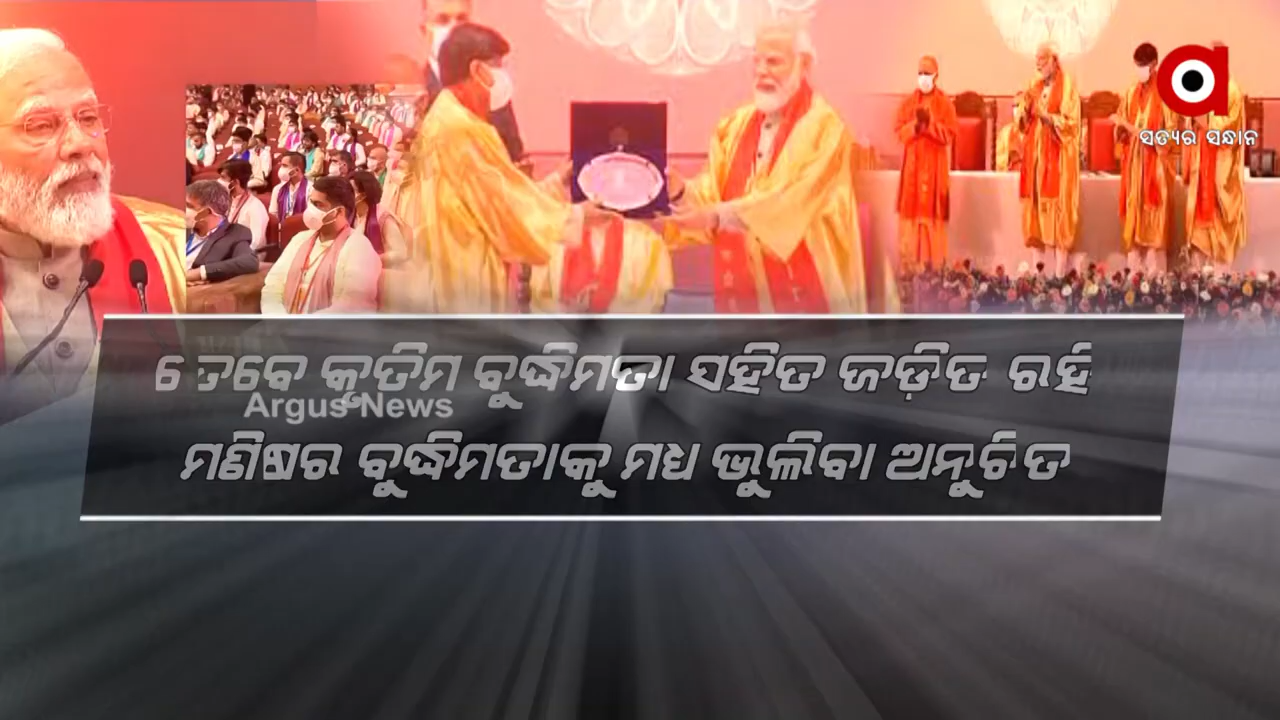 ସତ୍ୟର ସନ୍ଧାନ
ତେବେ କୃତିମ ବୁଦ୍ଧିମତା ସହିତ ଜଡ଼ିତ ରହି
Argus News
ମଣିଷର ବୁଦ୍ଧିମତାକୁ ମଧ୍ୟ ଭୁଲିବା ଅନୁଚିତ